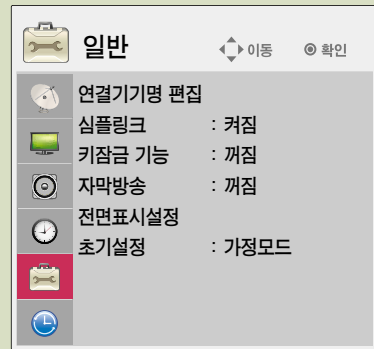 일반 이동 확인
연결기기명 편집
심플링크 : 켜짐
키잠금 기능 : 꺼짐
자막방송 : 꺼짐
전면표시설정
초기설정 : 가정모드